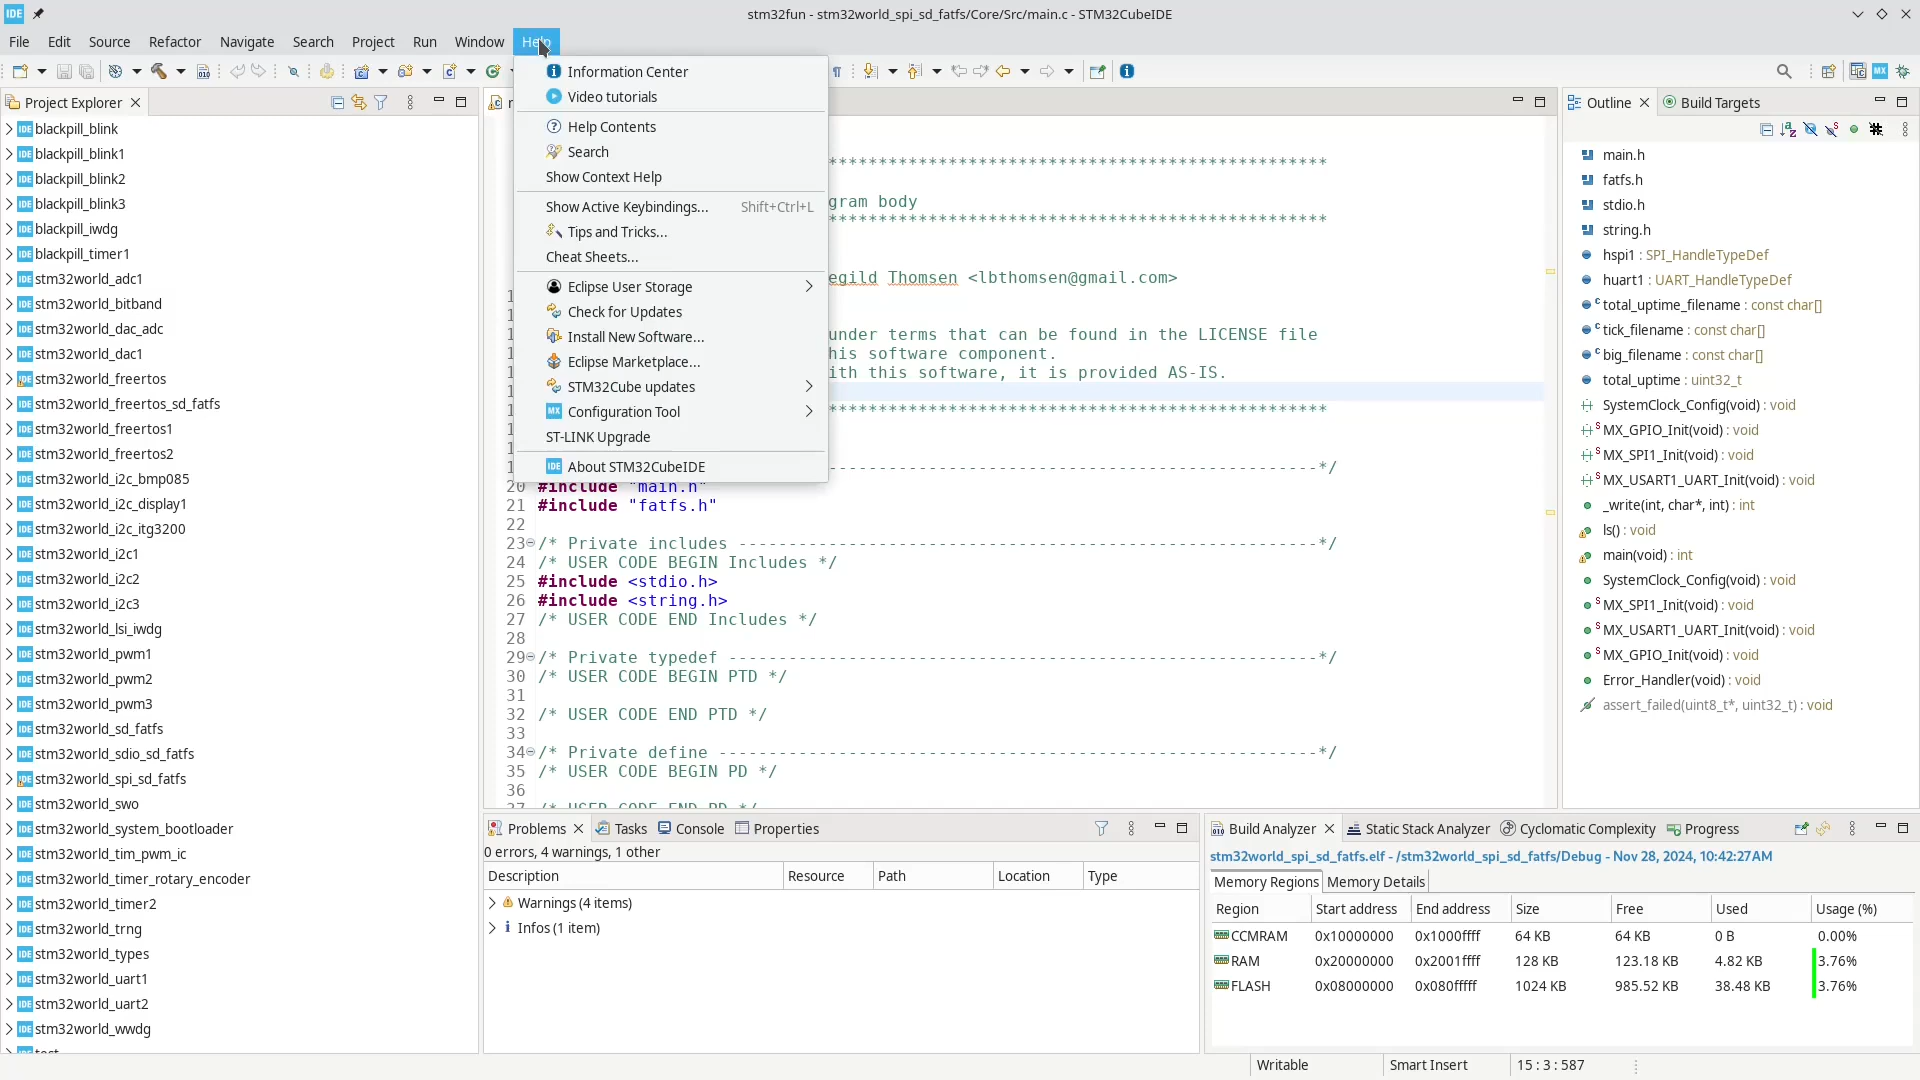 IDE
stm32fun - stm32world_spi_sd_fatfs/Core/Src/main.c - STM32CubeIDE
File Edit Source Refactor Navigate Search Project Run Window Help
MX
Project Explorer
blackpill_blink
blackpill_blink1
blackpill_blink2
blackpill_blink3
blackpill_iwdg
blackpill_timer1
stm32world_adc1
stm32world_bitband
stm32world_dac_adc
stm32world_dac1
stm32world_freertos
stm32world_freertos_sd_fatfs
stm32world_freertos1
stm32world_freertos2
stm32world_i2c_bmp085
stm32world_i2c_display1
stm32world_i2c_itg3200
stm32world_i2c1
stm32world_i2c2
stm32world_i2c3
stm32world_lsi_iwdg
stm32world_pwm1
stm32world_pwm2
stm32world_pwm3
stm32world_sd_fatfs
stm32world_sdio_sd_fatfs
stm32world_spi_sd_fatfs
stm32world_swo
stm32world_system_bootloader
stm32world_tim_pwm_ic
stm32world_timer_rotary_encoder
stm32world_timer2
stm32world_trng
stm32world_types
stm32world_uart1
stm32world_uart2
stm32world_wwdg
Information Center
Video tutorials
Help Contents
Search
Show Context Help
Show Active Keybindings... Shift+Ctrl+L
Tips and Tricks...
Cheat Sheets...
Eclipse User Storage
Check for Updates
Install New Software...
Eclipse Marketplace...
STM32Cube updates
MX Configuration Tool
ST-LINK Upgrade
IDE About STM32CubeIDE
**************************************************
gram body
**************************************************
egild Thomsen <lbthomsen@gmail.com>
under terms that can be found in the LICENSE file
his software component.
ith this software, it is provided AS-IS.
**************************************************
-------------------------------------------------*/
20 #include "main.h"
21 #include "fatfs.h"
22
23 /* Private includes ----------------------------------------------------------*/
24 /* USER CODE BEGIN Includes */
25 #include <stdio.h>
26 #include <string.h>
27 /* USER CODE END Includes */
28
29 /* Private typedef -----------------------------------------------------------*/
30 /* USER CODE BEGIN PTD */
31
32 /* USER CODE END PTD */
33
34 /* Private define ------------------------------------------------------------*/
35 /* USER CODE BEGIN PD */
36
37 /* USER CODE END PD */
Outline Build Targets
main.h
fatfs.h
stdio.h
string.h
hspi1 : SPI_HandleTypeDef
huart1 : UART_HandleTypeDef
total_uptime_filename : const char[]
tick_filename : const char[]
big_filename : const char[]
total_uptime : uint32_t
SystemClock_Config(void) : void
MX_GPIO_Init(void) : void
MX_SPI1_Init(void) : void
MX_USART1_UART_Init(void) : void
_write(int, char*, int) : int
ls() : void
main(void) : int
SystemClock_Config(void) : void
MX_SPI1_Init(void) : void
MX_USART1_UART_Init(void) : void
MX_GPIO_Init(void) : void
Error_Handler(void) : void
assert_failed(uint8_t*, uint32_t) : void
Problems Tasks Console Properties
0 errors, 4 warnings, 1 other
Description Resource Path Location Type
Warnings (4 items)
Infos (1 item)
Build Analyzer Static Stack Analyzer Cyclomatic Complexity Progress
stm32world_spi_sd_fatfs.elf - /stm32world_spi_sd_fatfs/Debug - Nov 28, 2024, 10:42:27AM
Memory Regions Memory Details
Region Start address End address Size Free Used Usage (%)
CCMRAM 0x10000000 0x1000ffff 64 KB 64 KB 0 B 0.00%
RAM 0x20000000 0x2001ffff 128 KB 123.18 KB 4.82 KB 3.76%
FLASH 0x08000000 0x080fffff 1024 KB 985.52 KB 38.48 KB 3.76%
Writable Smart Insert 15 : 3 : 587